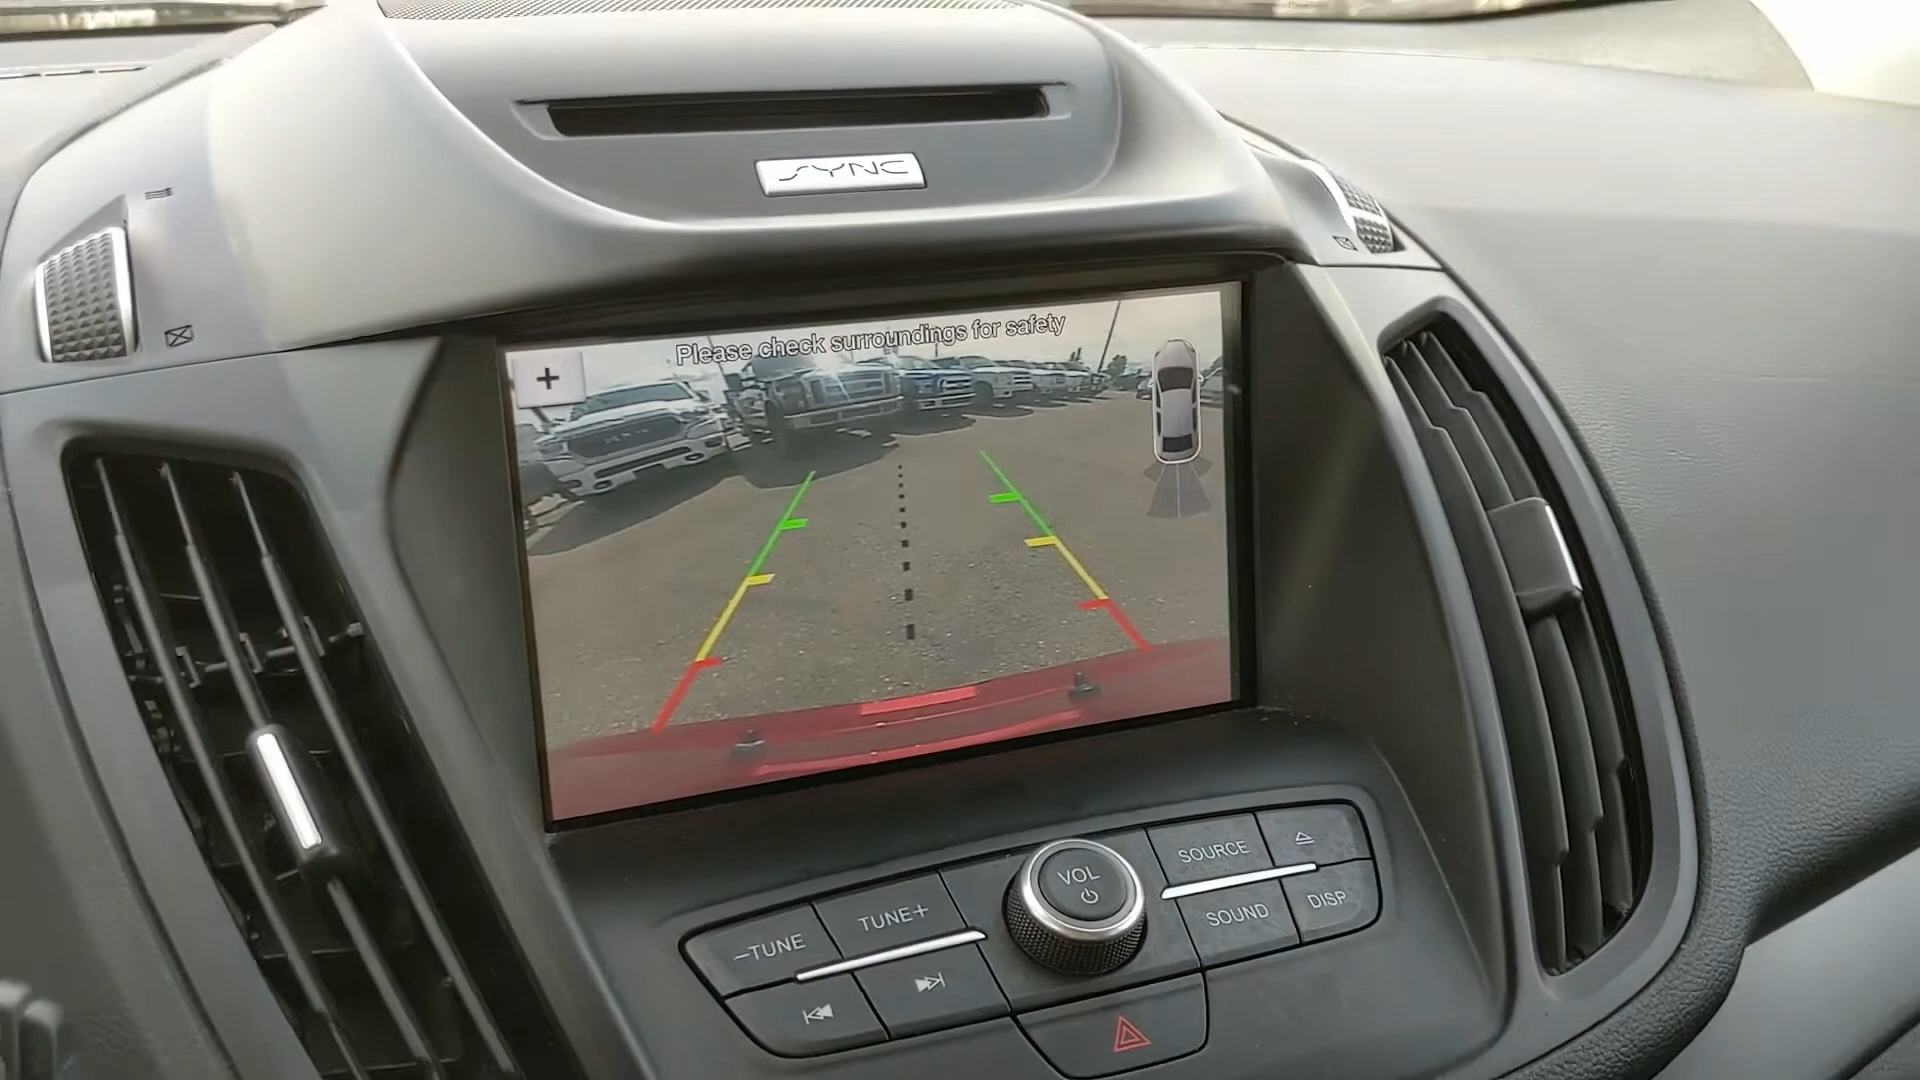 SYNC
Please check surroundings for safety
+
RAM
VOL
SOURCE
−TUNE
TUNE+
SOUND
DISP